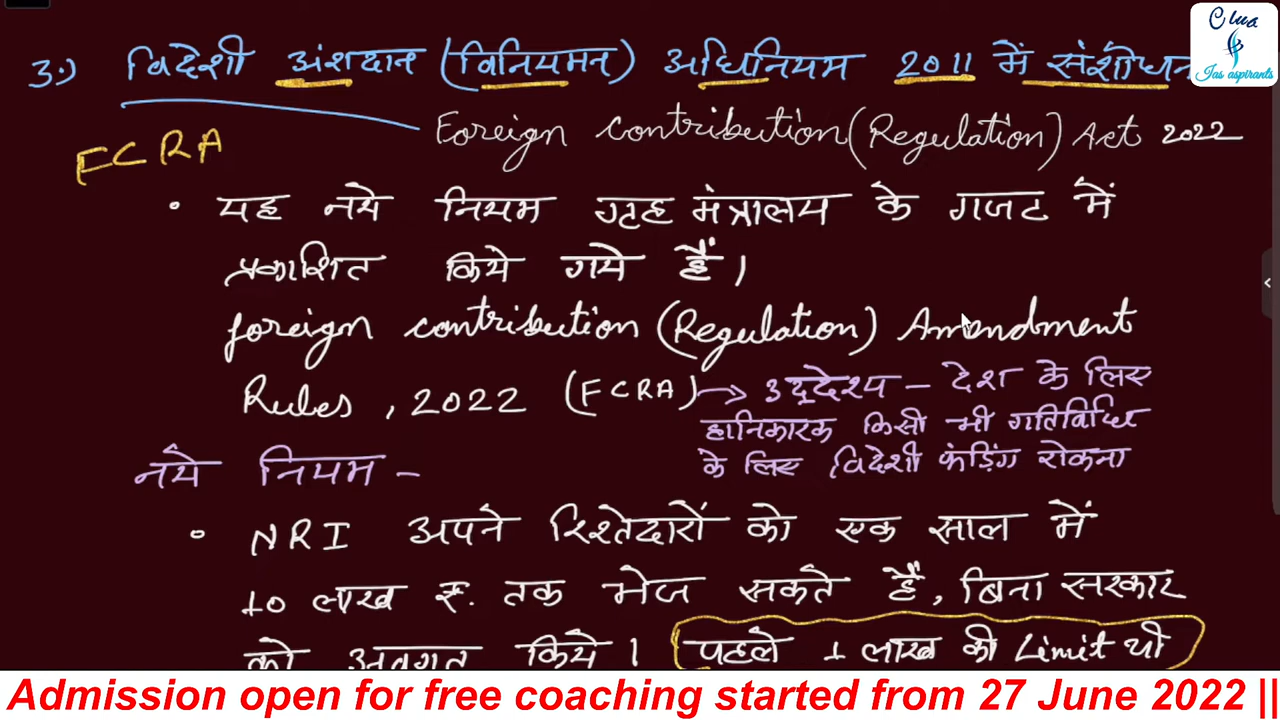 Clua
Ias aspirants
3.) विदेशी अंशदान (विनियमन) अधिनियम 2011 में संशोधन
Foreign contribution (Regulation) Act 2022
FCRA
• यह नये नियम गृह मंत्रालय के गजट में
प्रकाशित किये गये हैं।
foreign contribution (Regulation) Amendment
Rules, 2022 (FCRA) → उद्देश्य – देश के लिए
हानिकारक किसी भी गतिविधि
के लिए विदेशी फंडिंग रोकना
नये नियम –
• NRI अपने रिश्तेदारों को एक साल में
10 लाख रु. तक भेज सकते हैं, बिना सरकार
को अवगत किये। पहले 1 लाख की Limit थी
Admission open for free coaching started from 27 June 2022 ||